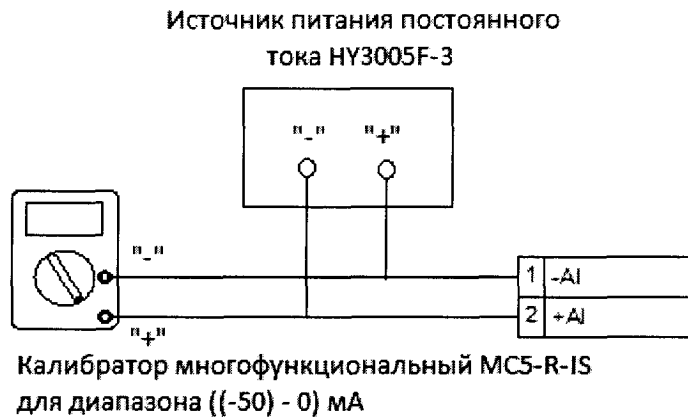 Источник питания постоянного
тока HY3005F-3
"-" "+"
"-"
1 -AI
2 +AI
"+"
Калибратор многофункциональный MC5-R-IS
для диапазона ((-50) - 0) мА